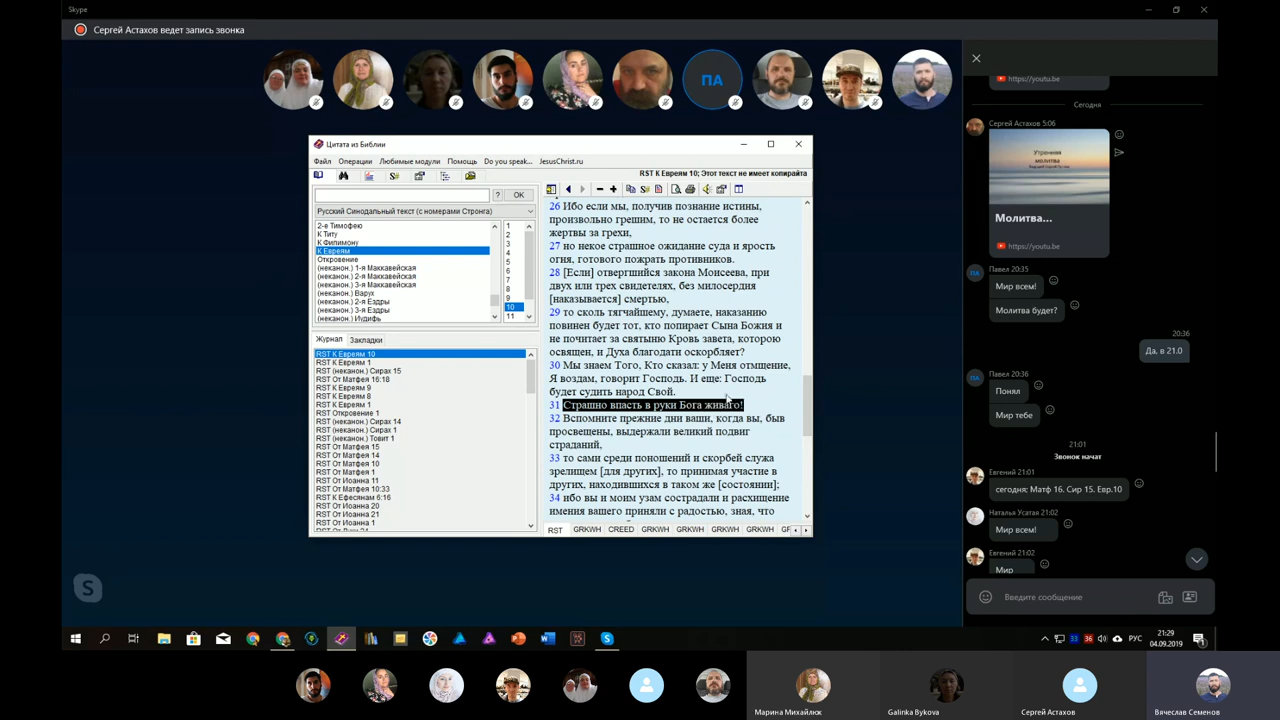 Skype
Сергей Астахов ведет запись звонка
ПА
Цитата из Библии
Файл Операции Любимые модули Помощь Do you speak... JesusChrist.ru
RST К Евреям 10; Этот текст не имеет копирайта
? OK
Русский Синодальный текст (с номерами Стронга)
2-е Тимофею
К Титу
К Филимону
К Евреям
Откровение
(неканон.) 1-я Маккавейская
(неканон.) 2-я Маккавейская
(неканон.) 3-я Маккавейская
(неканон.) Варух
(неканон.) 2-я Ездры
(неканон.) 3-я Ездры
(неканон.) Иудифь
1
2
3
4
5
6
7
8
9
10
11
Журнал Закладки
RST К Евреям 10
RST К Евреям 1
RST (неканон.) Сирах 15
RST От Матфея 16:18
RST К Евреям 9
RST К Евреям 8
RST К Евреям 1
RST Откровение 1
RST (неканон.) Сирах 14
RST (неканон.) Сирах 1
RST (неканон.) Товит 1
RST От Матфея 15
RST От Матфея 14
RST От Матфея 10
RST От Матфея 1
RST От Иоанна 11
RST От Матфея 10:33
RST К Ефесянам 6:16
RST От Иоанна 20
RST От Иоанна 21
RST От Иоанна 1
26 Ибо если мы, получив познание истины,
произвольно грешим, то не остается более
жертвы за грехи,
27 но некое страшное ожидание суда и ярость
огня, готового пожрать противников.
28 [Если] отвергшийся закона Моисеева, при
двух или трех свидетелях, без милосердия
[наказывается] смертью,
29 то сколь тягчайшему, думаете, наказанию
повинен будет тот, кто попирает Сына Божия и
не почитает за святыню Кровь завета, которою
освящен, и Духа благодати оскорбляет?
30 Мы знаем Того, Кто сказал: у Меня отмщение,
Я воздам, говорит Господь. И еще: Господь
будет судить народ Свой.
31 Страшно впасть в руки Бога живаго!
32 Вспомните прежние дни ваши, когда вы, быв
просвещены, выдержали великий подвиг
страданий,
33 то сами среди поношений и скорбей служа
зрелищем [для других], то принимая участие в
других, находившихся в таком же [состоянии];
34 ибо вы и моим узам сострадали и расхищение
имения вашего приняли с радостью, зная, что
RST GRKWH CREED GRKWH GRKWH GRKWH GRKWH
https://youtu.be
Сегодня
Сергей Астахов 5:06
Утренняя
молитва
Молитва...
https://youtu.be
ПА
Павел 20:35
Мир всем!
Молитва будет?
20:36
Да, в 21.0
ПА
Павел 20:36
Понял
Мир тебе
21:01
Звонок начат
Евгений 21:01
сегодня; Матф 16. Сир 15. Евр.10
Наталья Усатая 21:02
Мир всем!
Евгений 21:02
Мир
Введите сообщение
33 36 РУС
21:29
04.09.2019
Марина Михайлюк
Galinka Bykova
Сергей Астахов
Вячеслав Семенов